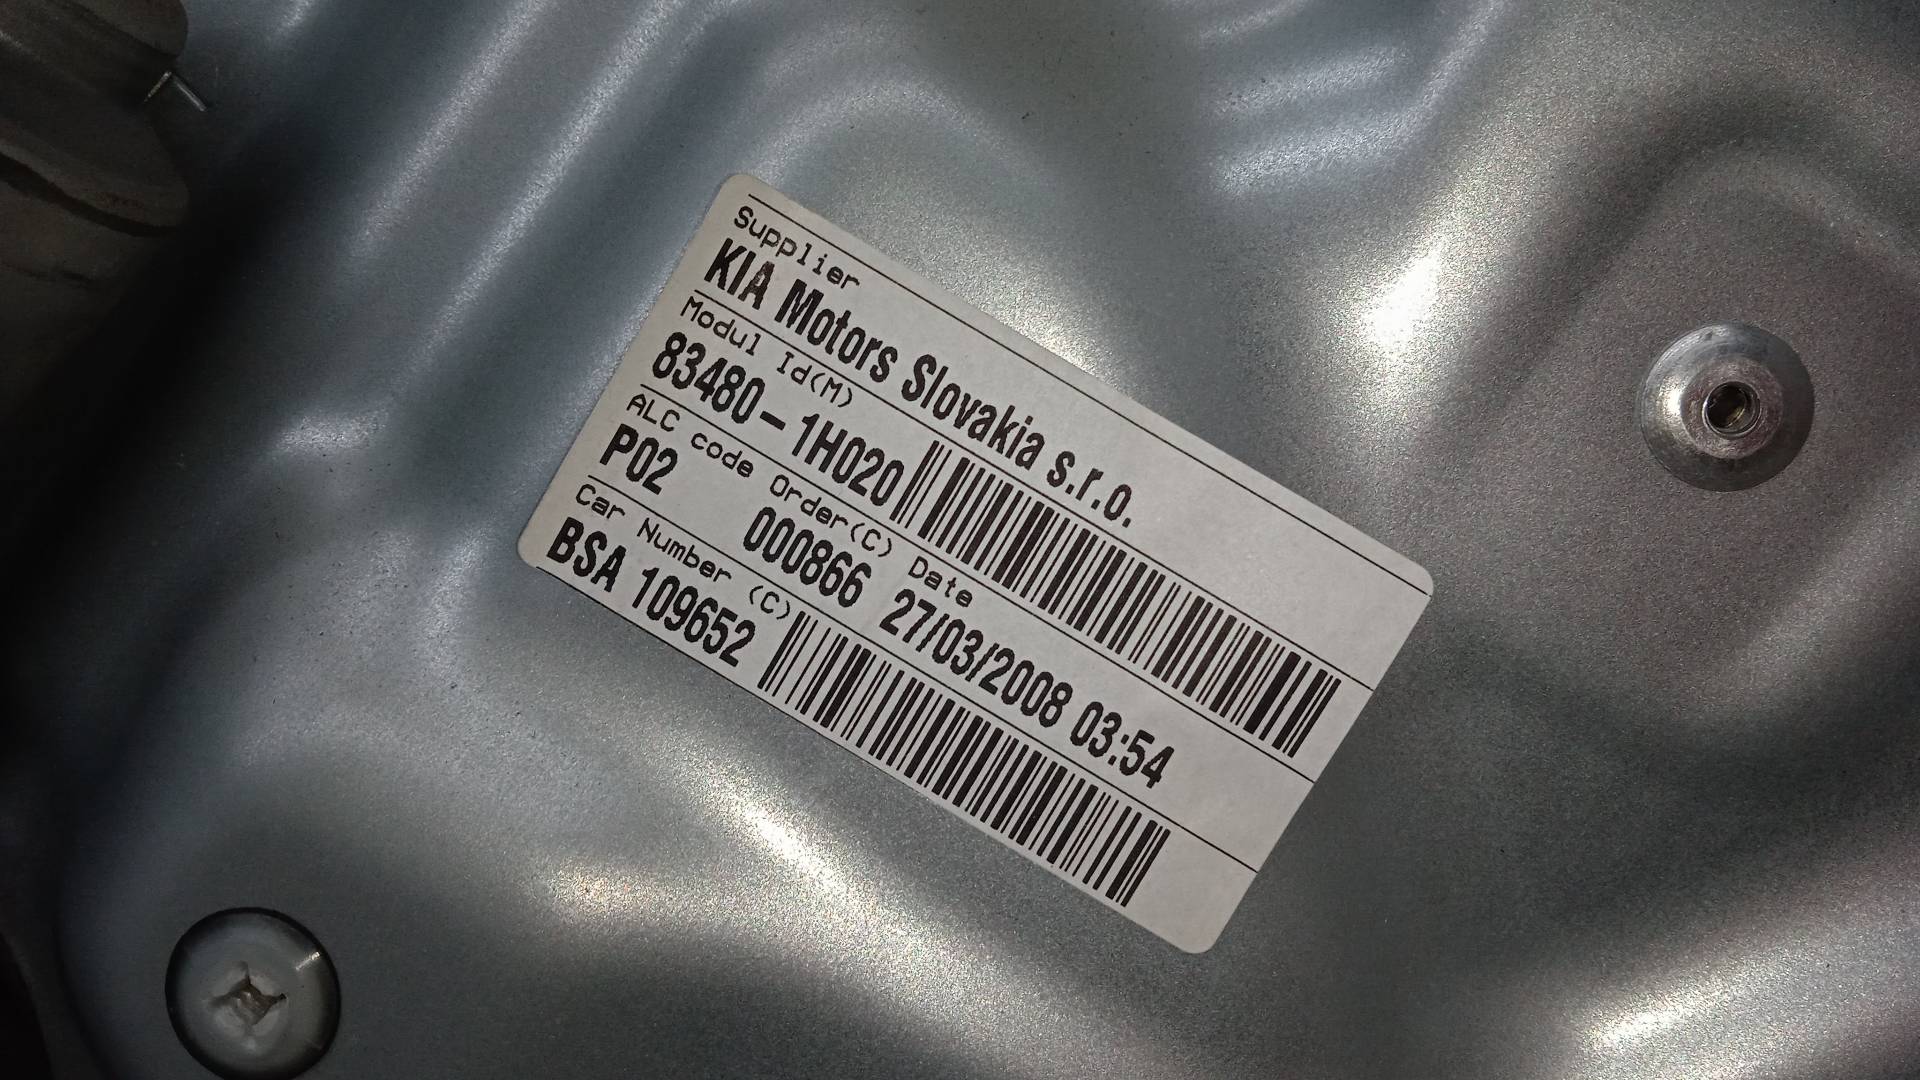 Supplier
KIA Motors Slovakia s.r.o.
Modul Id(M)
83480-1H020
ALC code Order(C) Date
P02 000866 27/03/2008 03:54
Car Number (C)
BSA 109652